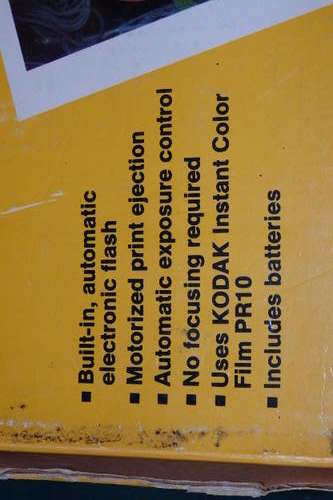 ■ Built-in, automatic
electronic flash
■ Motorized print ejection
■ Automatic exposure control
■ No focusing required
■ Uses KODAK Instant Color
Film PR10
■ Includes batteries